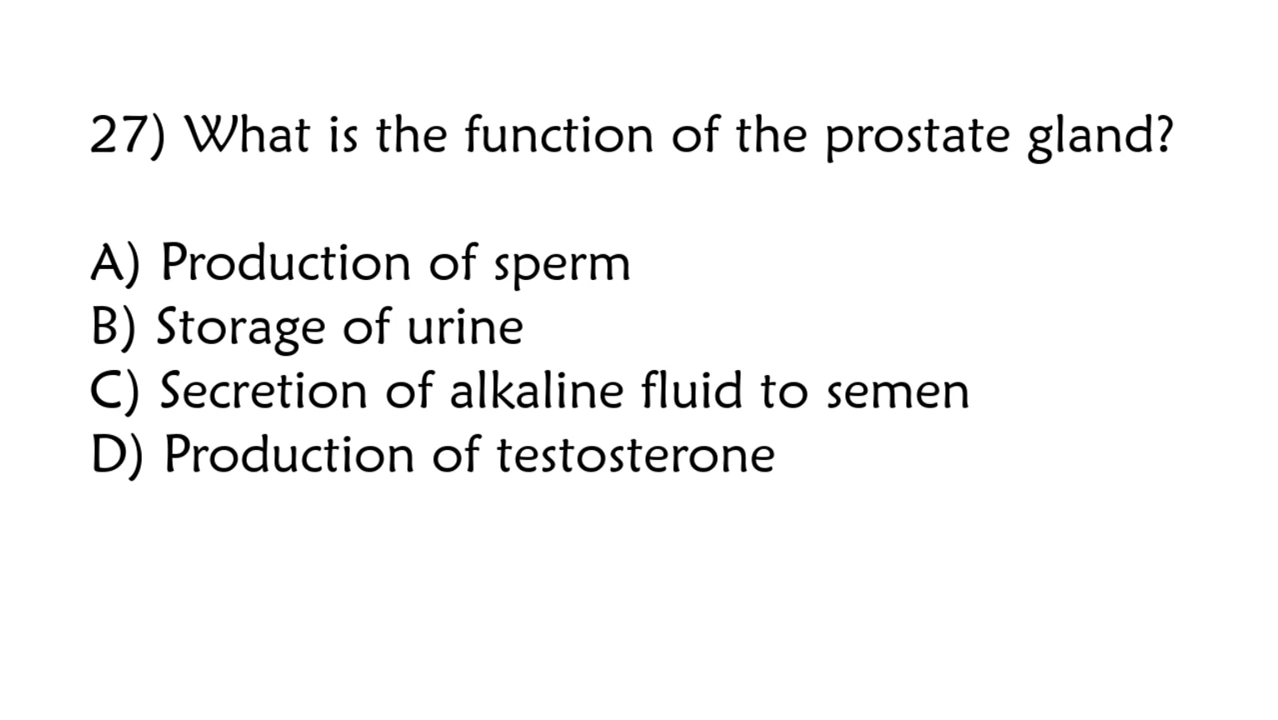 27) What is the function of the prostate gland?
A) Production of sperm
B) Storage of urine
C) Secretion of alkaline fluid to semen
D) Production of testosterone